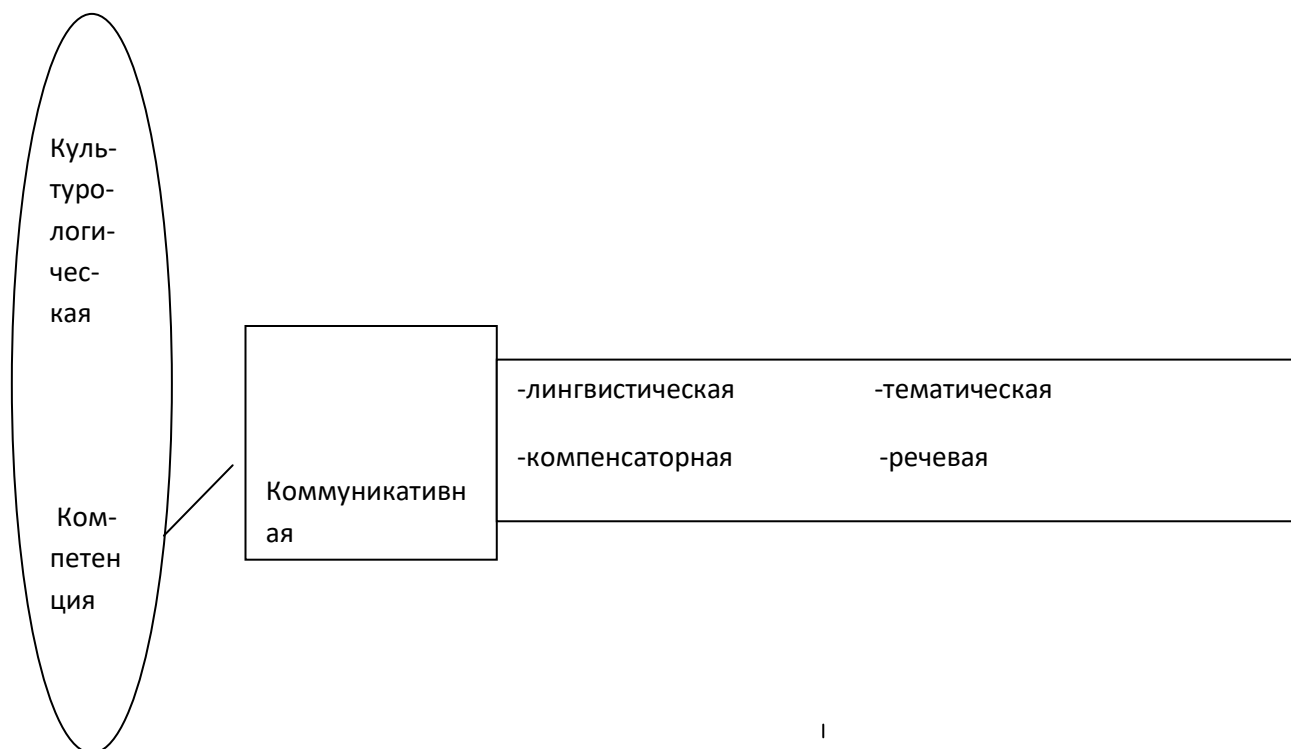 Куль-
туро-
логи-
чес-
кая
Ком-
петен
ция
Коммуникативн
ая
-лингвистическая -тематическая
-компенсаторная -речевая